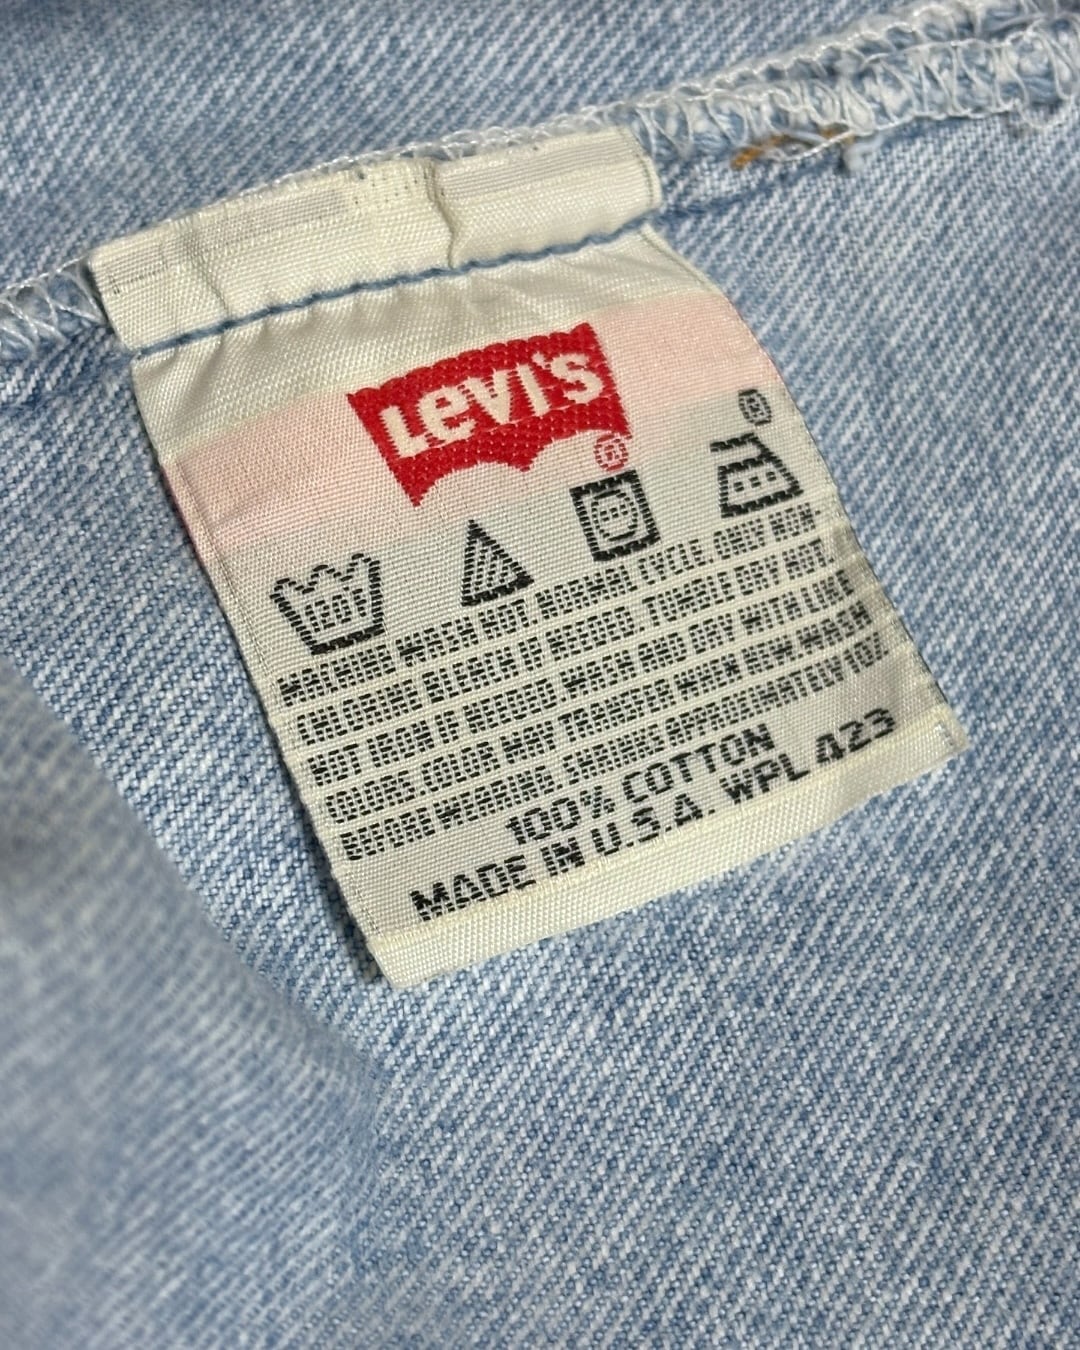 Levi's
®
®
120F
MACHINE WASH HOT NORMAL CYCLE ONLY NON-
CHLORINE BLEACH IF NEEDED. TUMBLE DRY HOT.
HOT IRON IF NEEDED. WASH AND DRY WITH LIKE
COLORS. COLOR MAY TRANSFER WHEN NEW. WASH
BEFORE WEARING. SHRINKS APPROXIMATELY 10%
100% COTTON
MADE IN U.S.A WPL 423